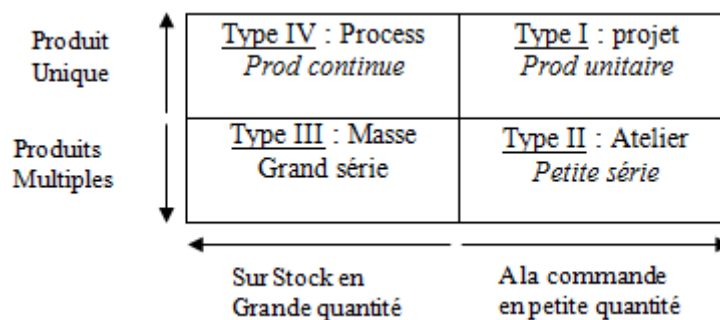 Produit
Unique
Type IV : Process
Prod continue
Type I : projet
Prod unitaire
Produits
Multiples
Type III : Masse
Grand série
Type II : Atelier
Petite série
Sur Stock en
Grande quantité
A la commande
en petite quantité